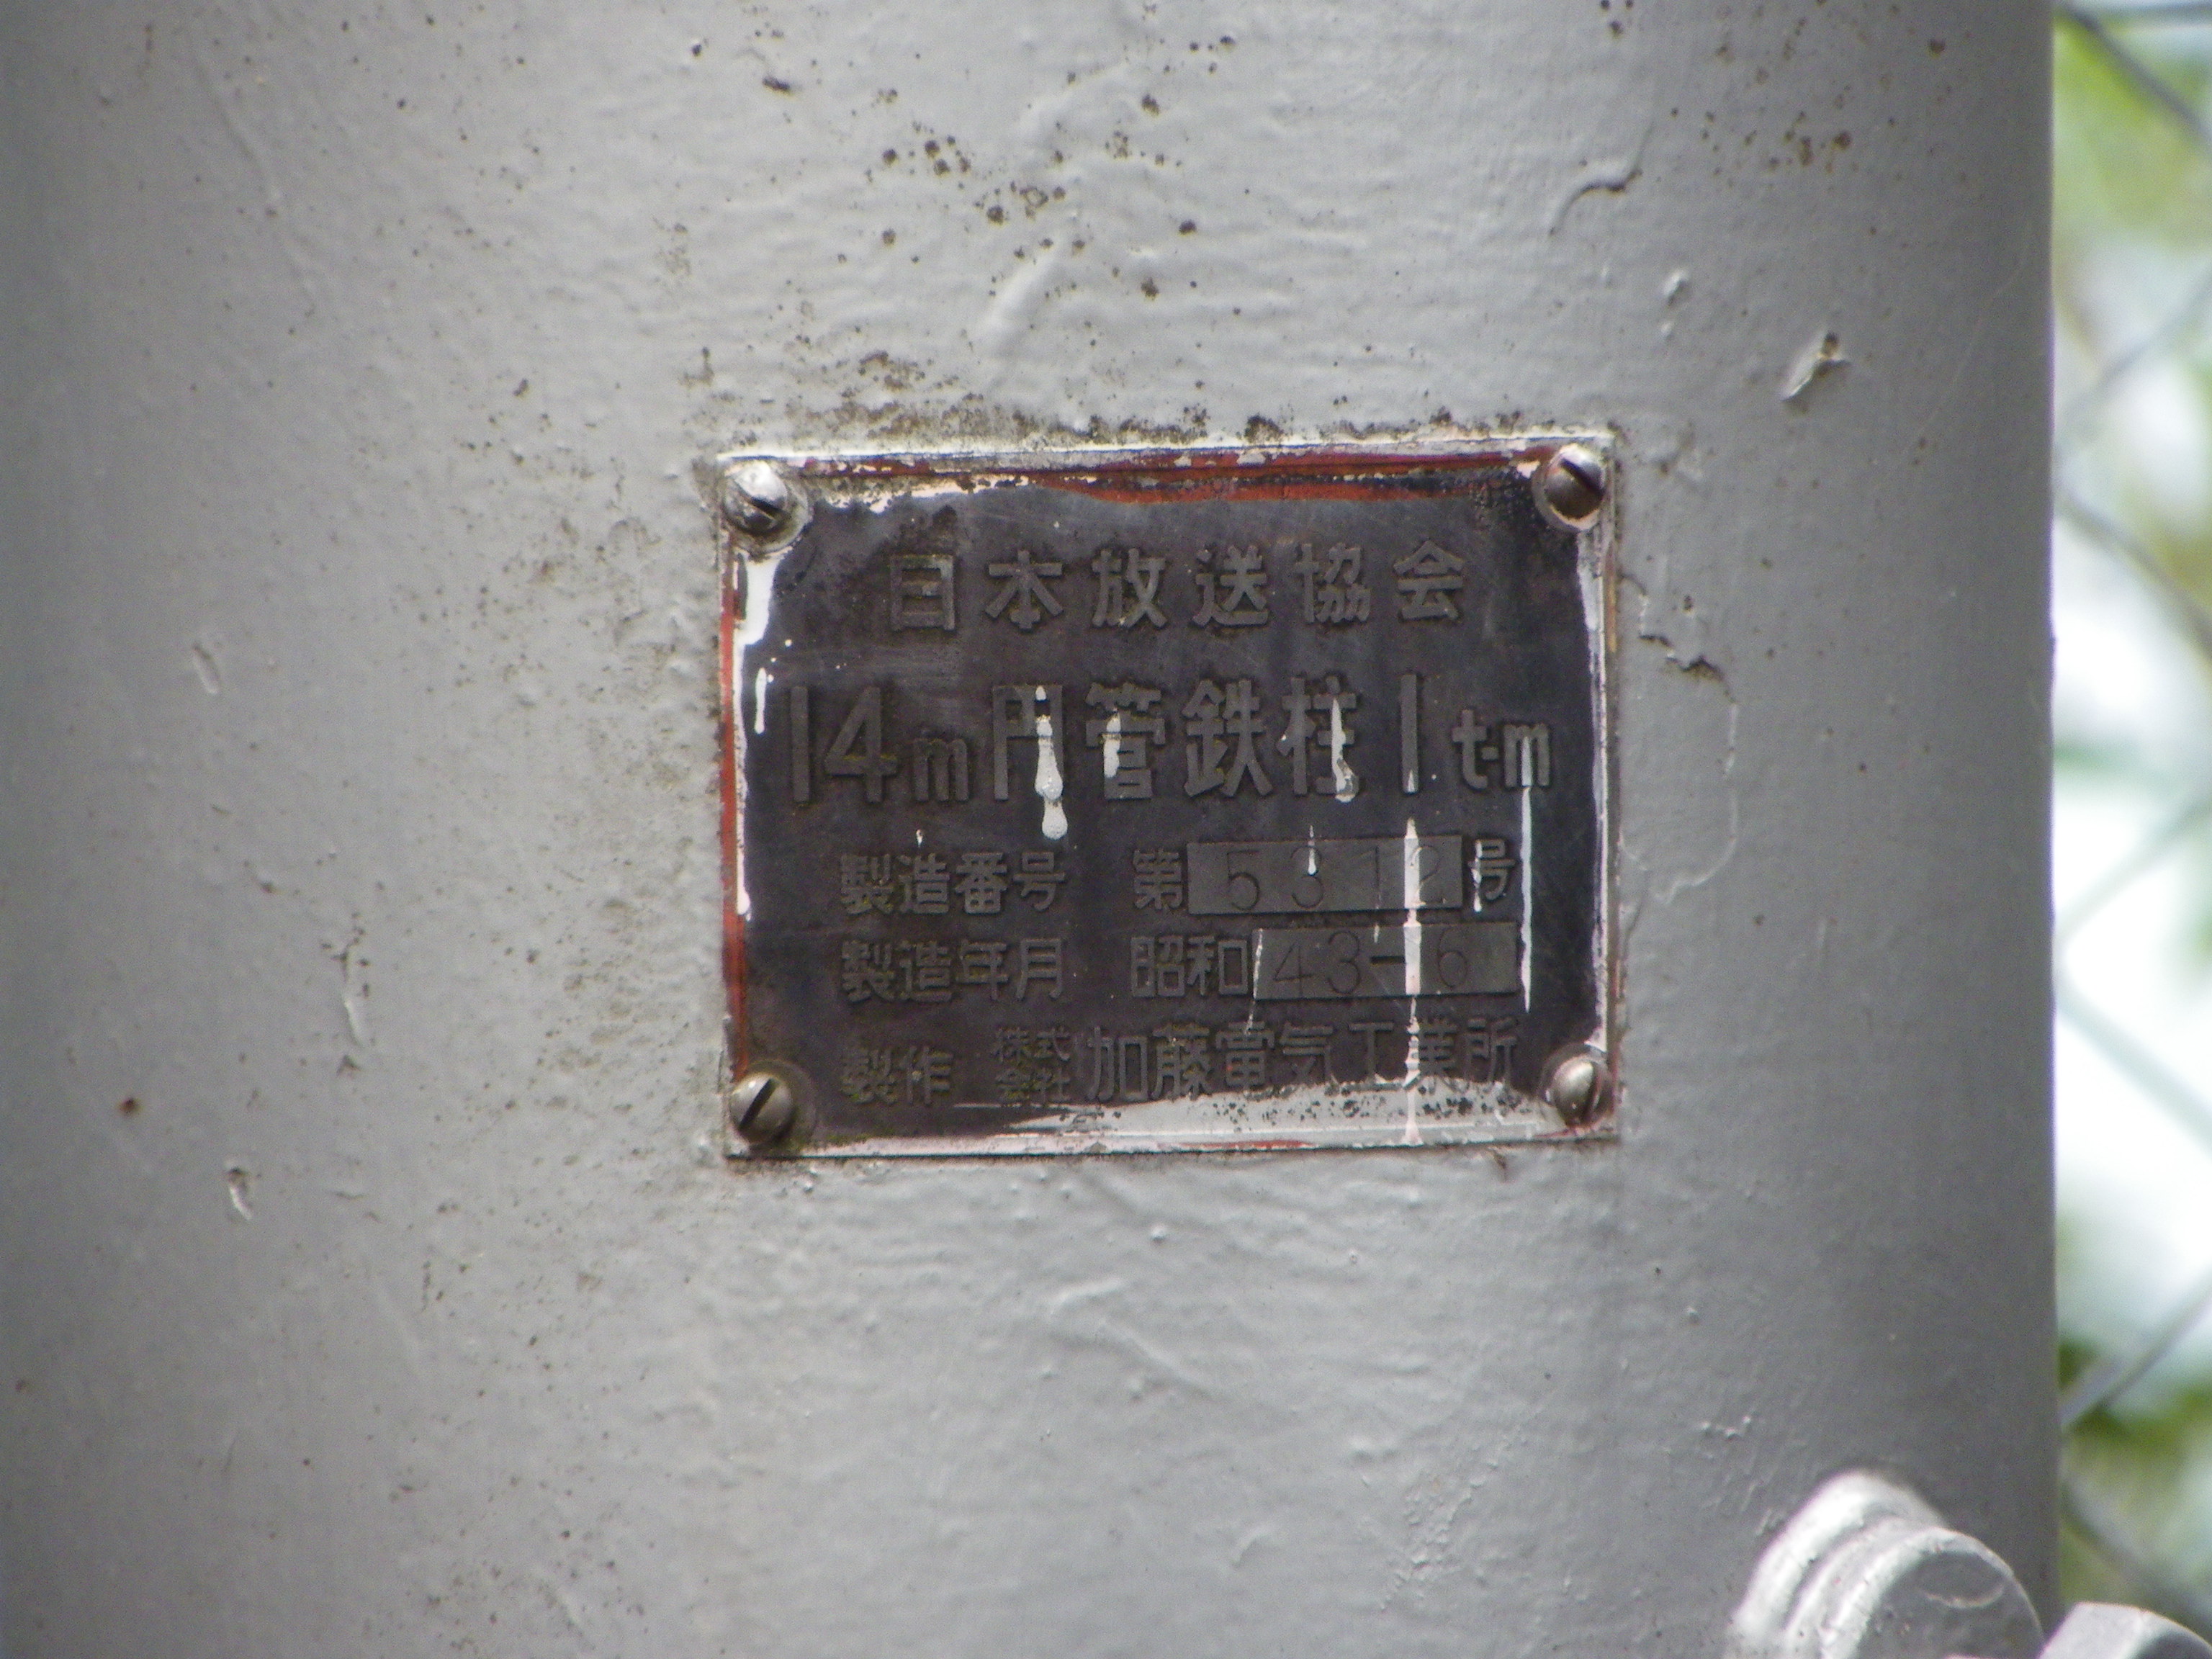 日本放送協会
14m円管鉄柱1t-m
製造番号 第5312号
製造年月 昭和43-6
製作 株式会社加藤電気工業所